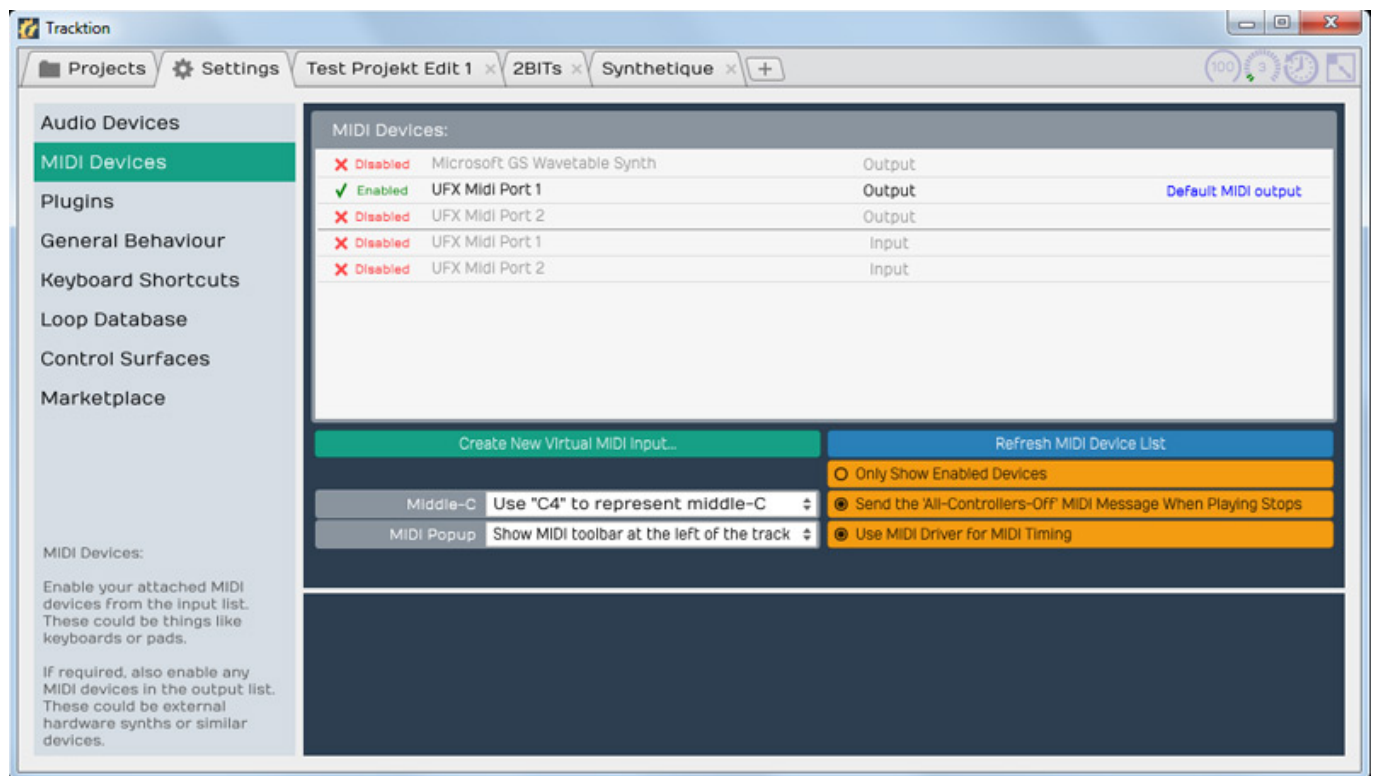 Tracktion
Projects Settings Test Projekt Edit 1 2BITs Synthetique
100 3
Audio Devices
MIDI Devices
Plugins
General Behaviour
Keyboard Shortcuts
Loop Database
Control Surfaces
Marketplace
MIDI Devices:
Enable your attached MIDI
devices from the input list.
These could be things like
keyboards or pads.
If required, also enable any
MIDI devices in the output list.
These could be external
hardware synths or similar
devices.
MIDI Devices:
Disabled Microsoft GS Wavetable Synth Output
Enabled UFX Midi Port 1 Output Default MIDI output
Disabled UFX Midi Port 2 Output
Disabled UFX Midi Port 1 Input
Disabled UFX Midi Port 2 Input
Create New Virtual MIDI Input... Refresh MIDI Device List
Only Show Enabled Devices
Middle-C Use "C4" to represent middle-C Send the 'All-Controllers-Off' MIDI Message When Playing Stops
MIDI Popup Show MIDI toolbar at the left of the track Use MIDI Driver for MIDI Timing